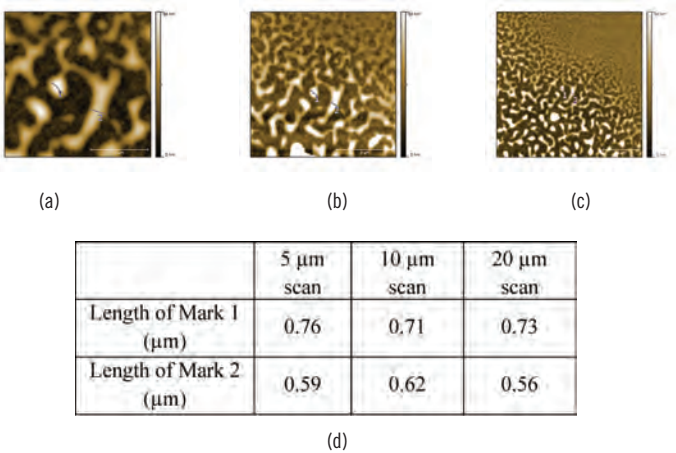 (a)
(b)
(c)
5 µm
scan
10 µm
scan
20 µm
scan
Length of Mark 1
(µm)
0.76
0.71
0.73
Length of Mark 2
(µm)
0.59
0.62
0.56
(d)